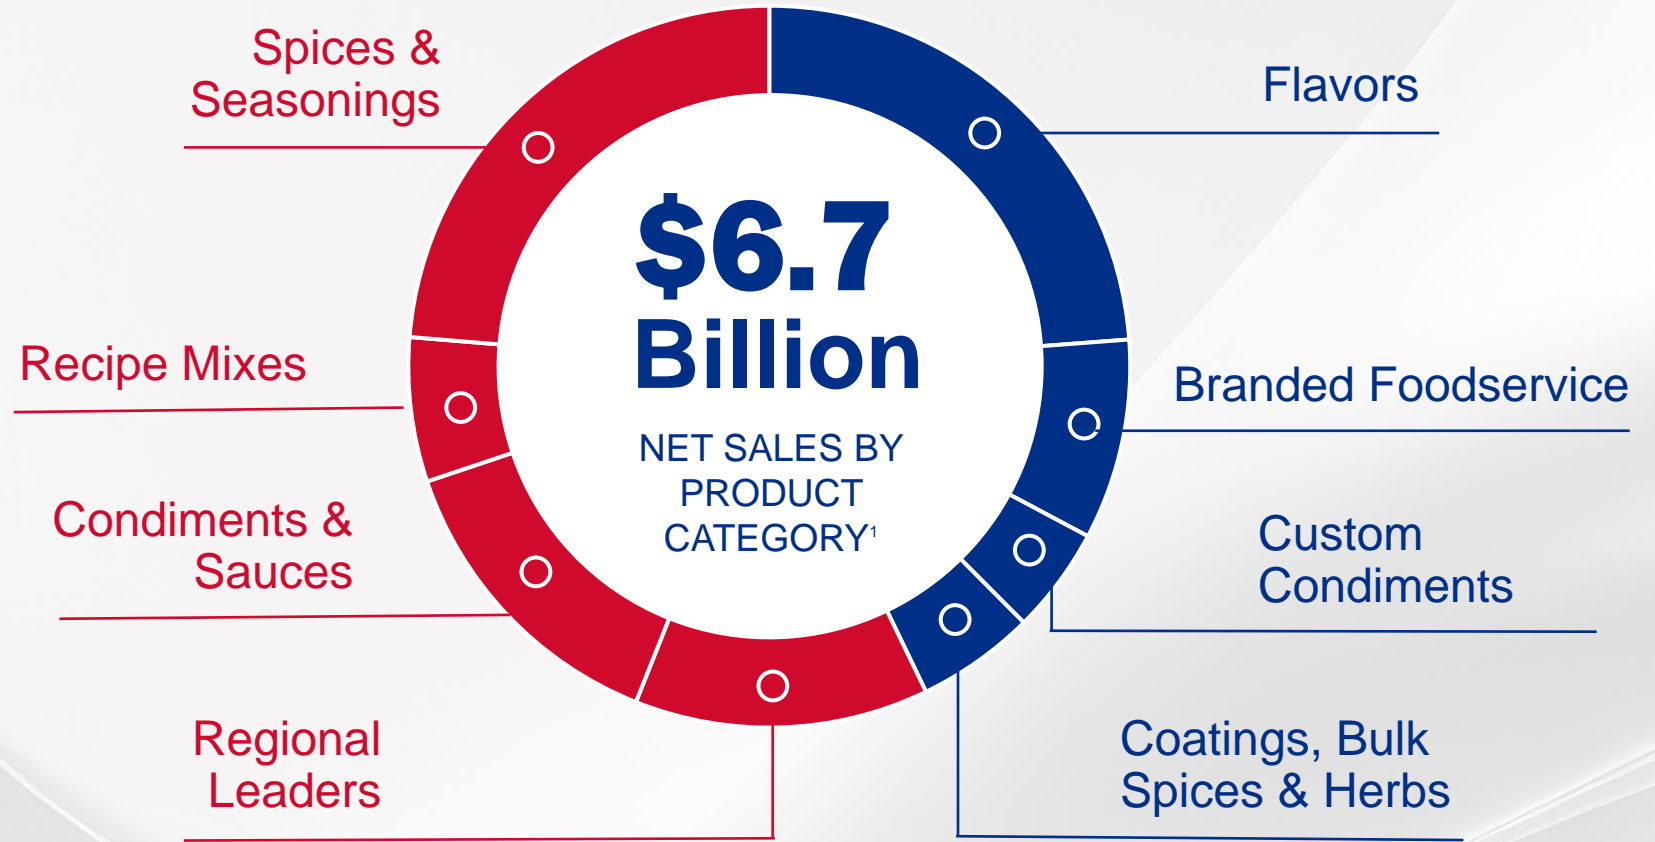 Spices &
Seasonings
Flavors
$6.7
Billion
NET SALES BY
PRODUCT
CATEGORY¹
Recipe Mixes
Branded Foodservice
Condiments &
Sauces
Custom
Condiments
Regional
Leaders
Coatings, Bulk
Spices & Herbs